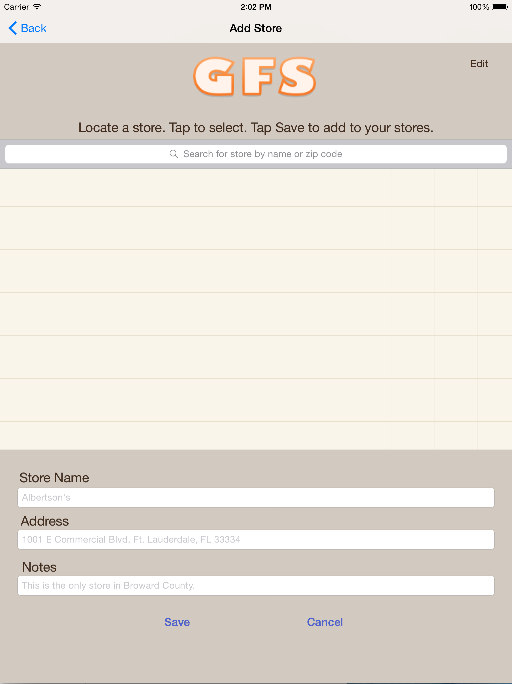 Carrier 2:02 PM 100%
Back Add Store
GFS Edit
Locate a store. Tap to select. Tap Save to add to your stores.
Search for store by name or zip code
Store Name
Albertson's
Address
1001 E Commercial Blvd, Ft. Lauderdale, FL 30334
Notes
This is the only store in Broward County.
Save Cancel